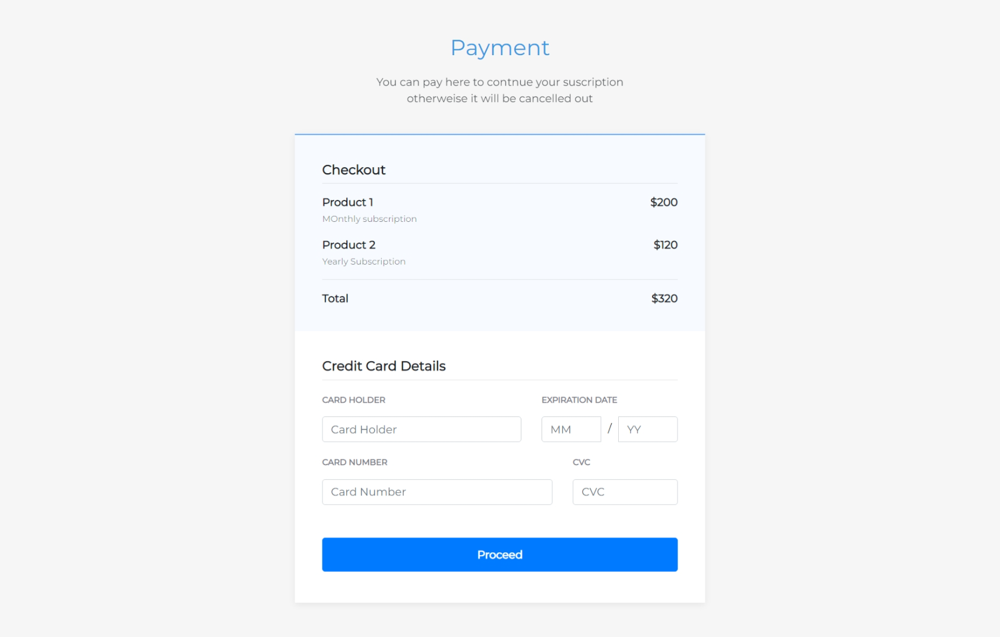 Payment
You can pay here to contnue your suscription
otherweise it will be cancelled out
Checkout
Product 1 $200
MOnthly subscription
Product 2 $120
Yearly Subscription
Total $320
Credit Card Details
CARD HOLDER EXPIRATION DATE
Card Holder MM / YY
CARD NUMBER CVC
Card Number CVC
Proceed